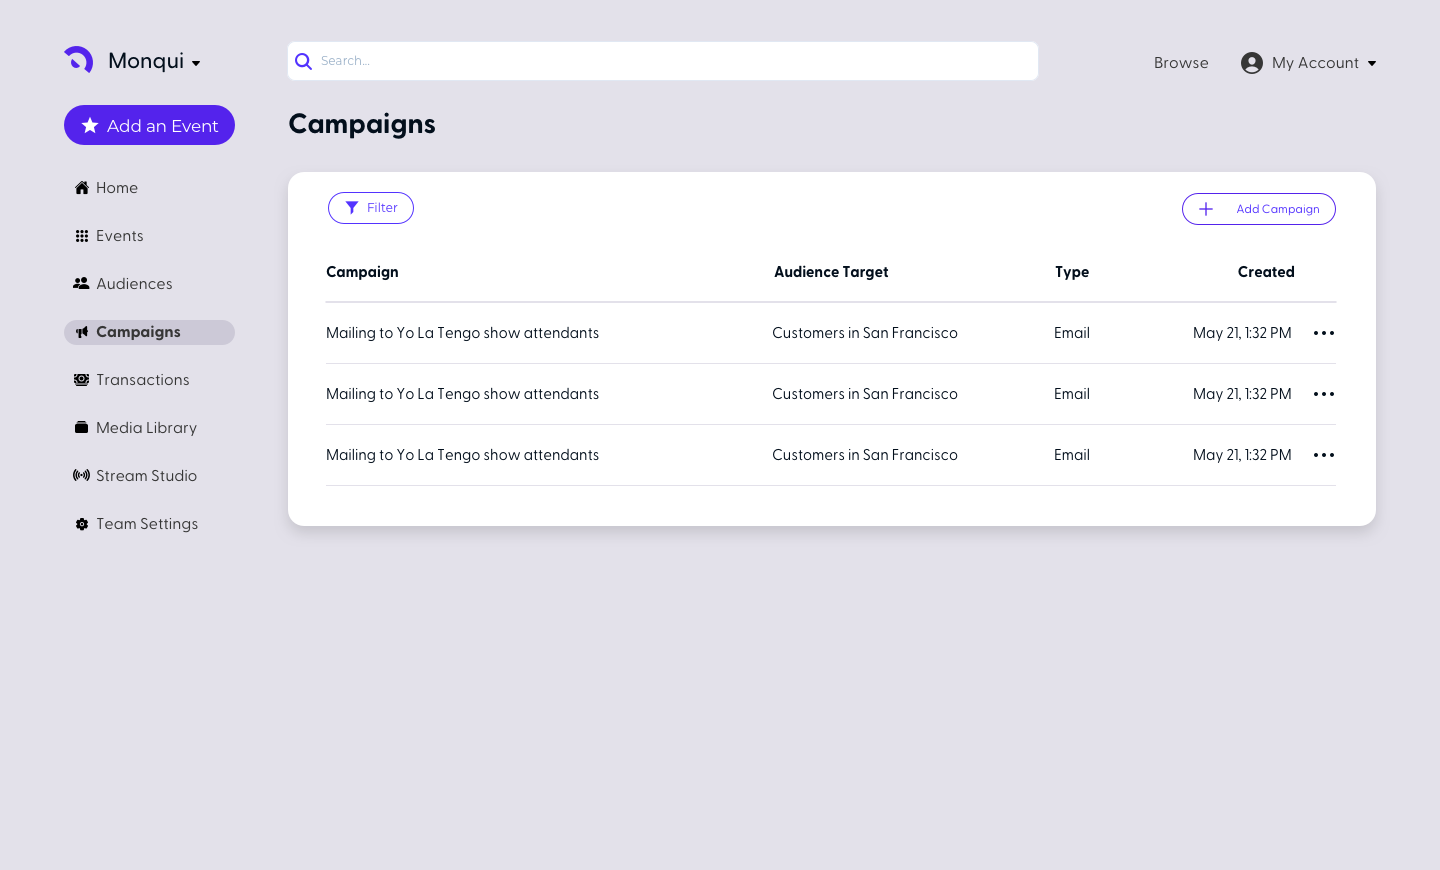 Monqui
Search...
Browse
My Account
Add an Event
Campaigns
Home
Events
Audiences
Campaigns
Transactions
Media Library
Stream Studio
Team Settings
Filter
Add Campaign
Campaign Audience Target Type Created
Mailing to Yo La Tengo show attendants Customers in San Francisco Email May 21, 1:32 PM
Mailing to Yo La Tengo show attendants Customers in San Francisco Email May 21, 1:32 PM
Mailing to Yo La Tengo show attendants Customers in San Francisco Email May 21, 1:32 PM